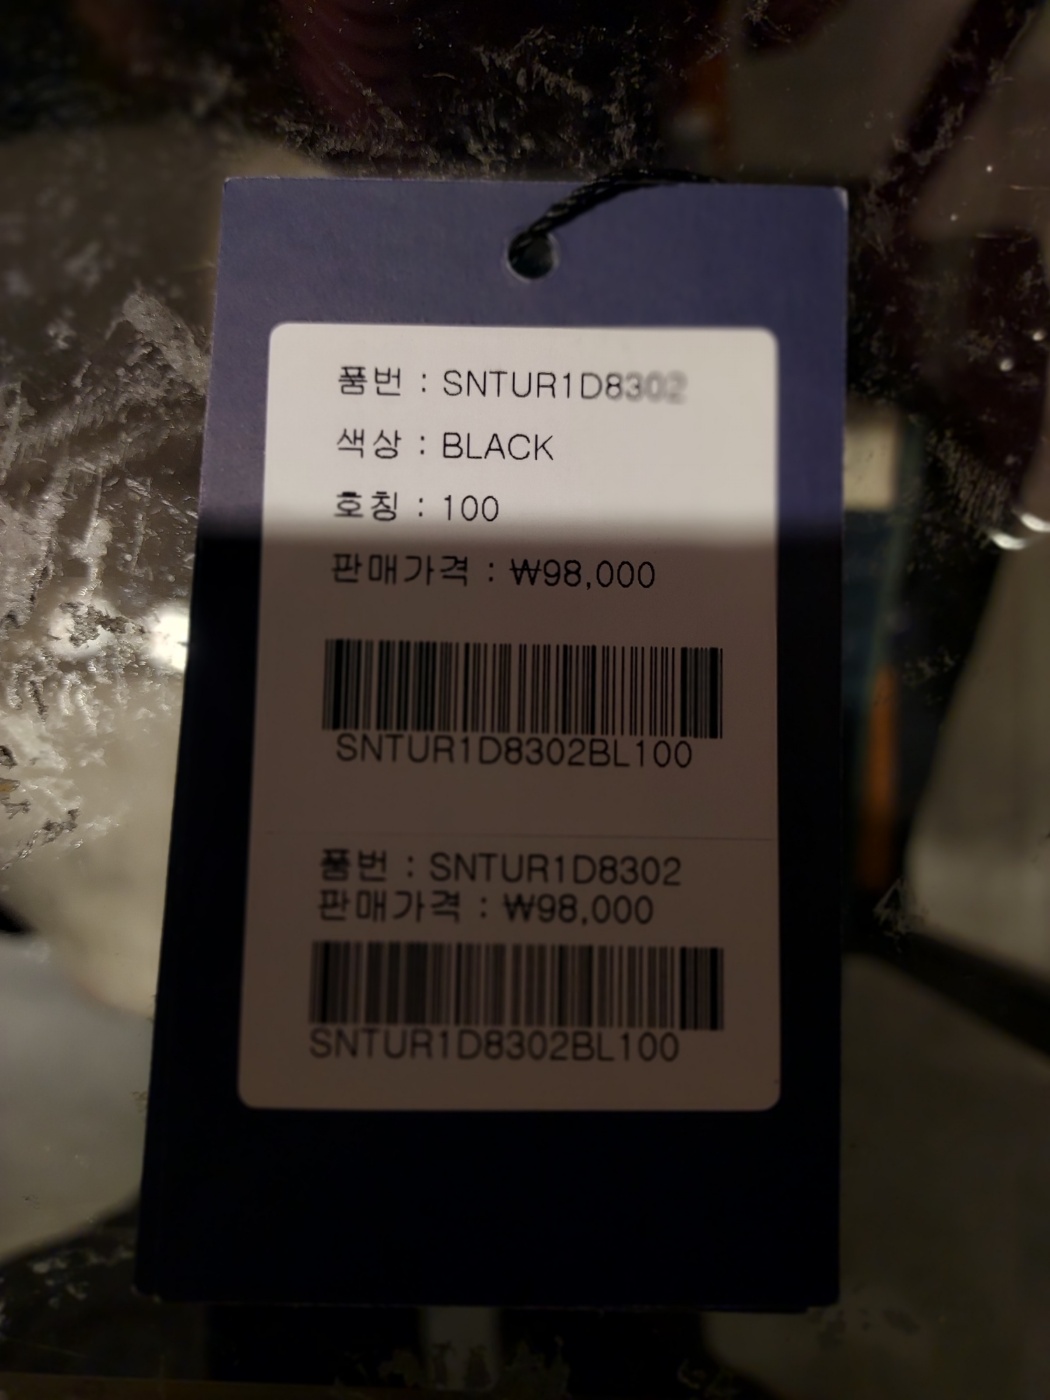 품번 : SNTUR1D8302
색상 : BLACK
호칭 : 100
판매가격 : ₩98,000
SNTUR1D8302BL100
품번 : SNTUR1D8302
판매가격 : ₩98,000
SNTUR1D8302BL100